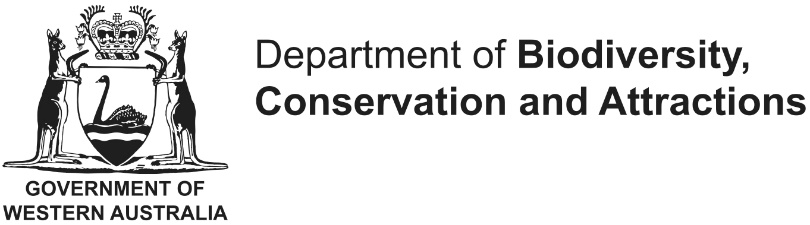 Department of Biodiversity,
Conservation and Attractions
GOVERNMENT OF
WESTERN AUSTRALIA